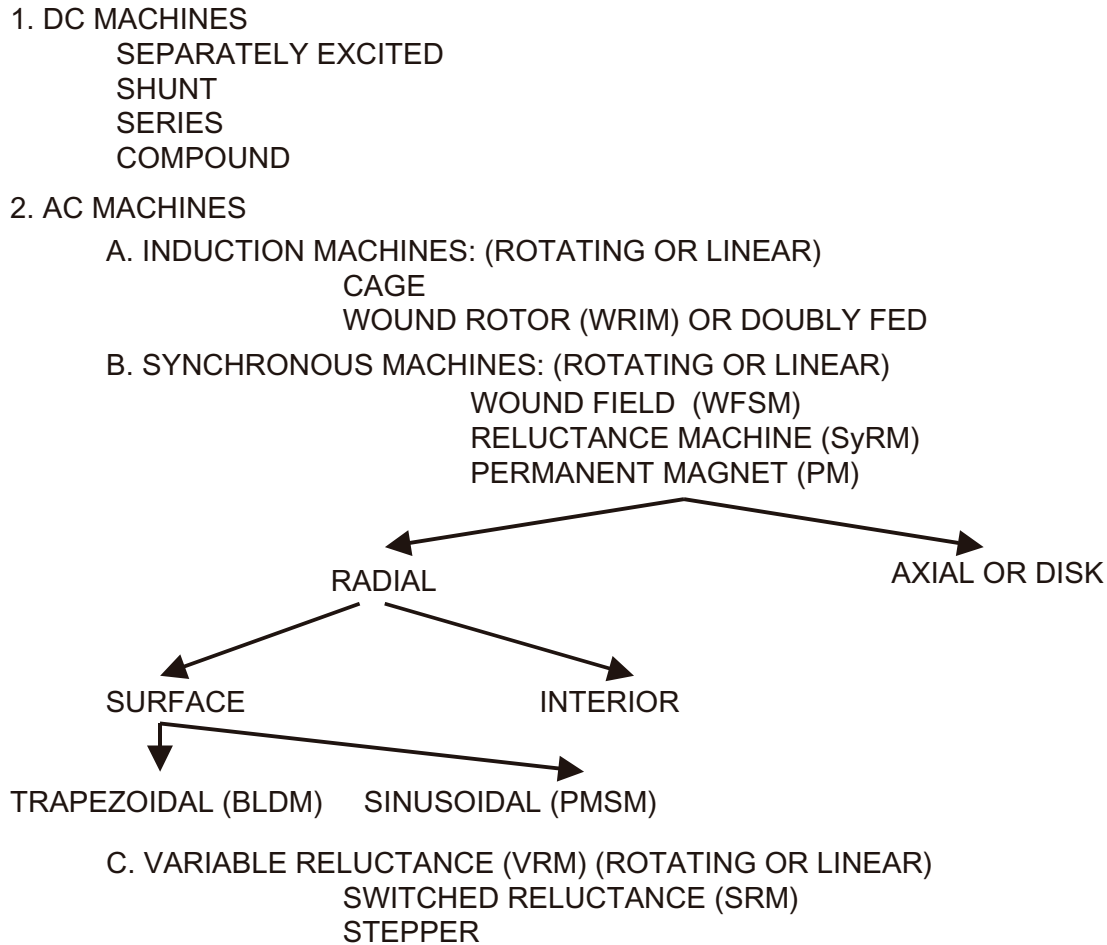 1. DC MACHINES
SEPARATELY EXCITED
SHUNT
SERIES
COMPOUND
2. AC MACHINES
A. INDUCTION MACHINES: (ROTATING OR LINEAR)
CAGE
WOUND ROTOR (WRIM) OR DOUBLY FED
B. SYNCHRONOUS MACHINES: (ROTATING OR LINEAR)
WOUND FIELD (WFSM)
RELUCTANCE MACHINE (SyRM)
PERMANENT MAGNET (PM)
RADIAL
AXIAL OR DISK
SURFACE
INTERIOR
TRAPEZOIDAL (BLDM)
SINUSOIDAL (PMSM)
C. VARIABLE RELUCTANCE (VRM) (ROTATING OR LINEAR)
SWITCHED RELUCTANCE (SRM)
STEPPER